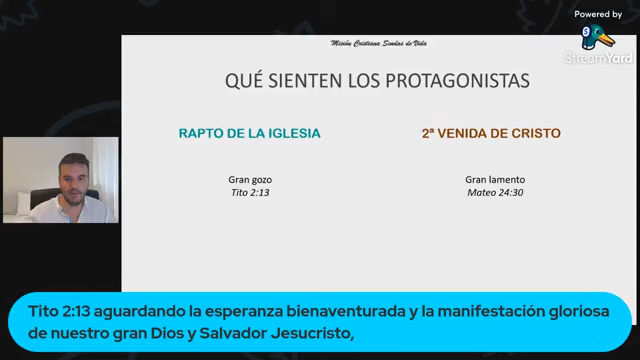 Powered by
StreamYard
Misión Cristiana Sendas de Vida
QUÉ SIENTEN LOS PROTAGONISTAS
RAPTO DE LA IGLESIA
Gran gozo
Tito 2:13
2ª VENIDA DE CRISTO
Gran lamento
Mateo 24:30
Tito 2:13 aguardando la esperanza bienaventurada y la manifestación gloriosa
de nuestro gran Dios y Salvador Jesucristo,